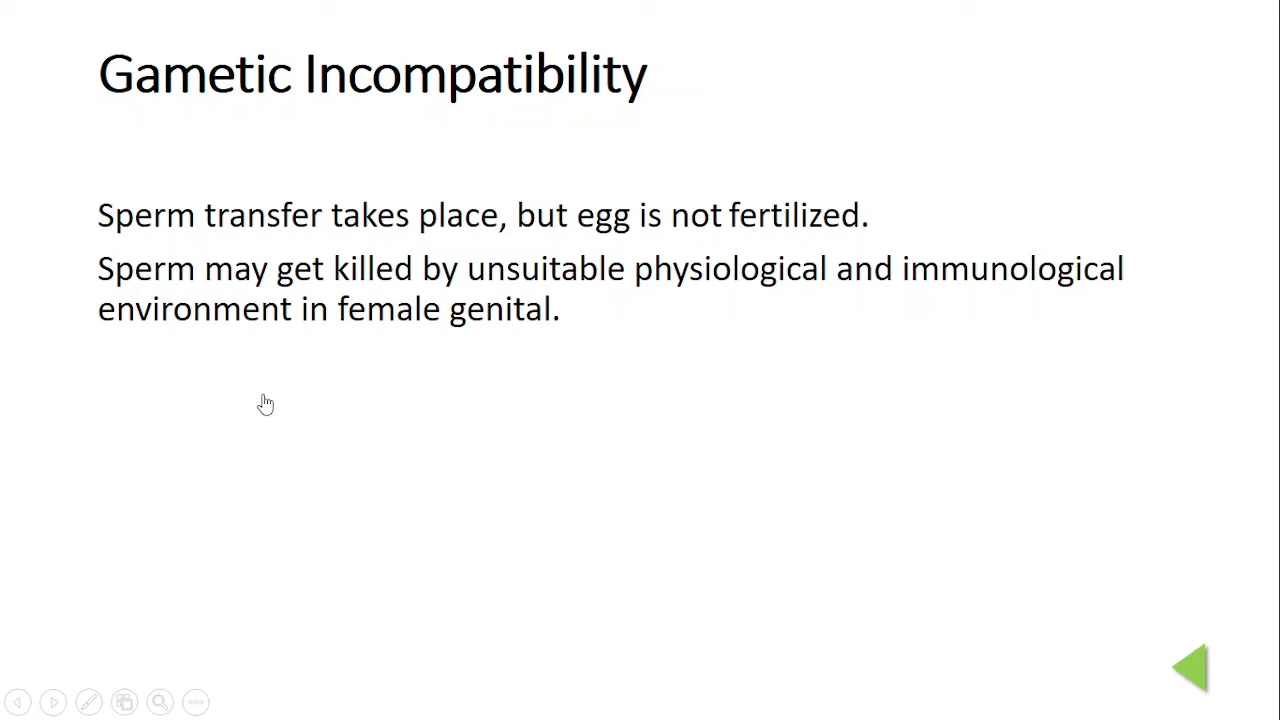 Gametic Incompatibility
Sperm transfer takes place, but egg is not fertilized.
Sperm may get killed by unsuitable physiological and immunological
environment in female genital.